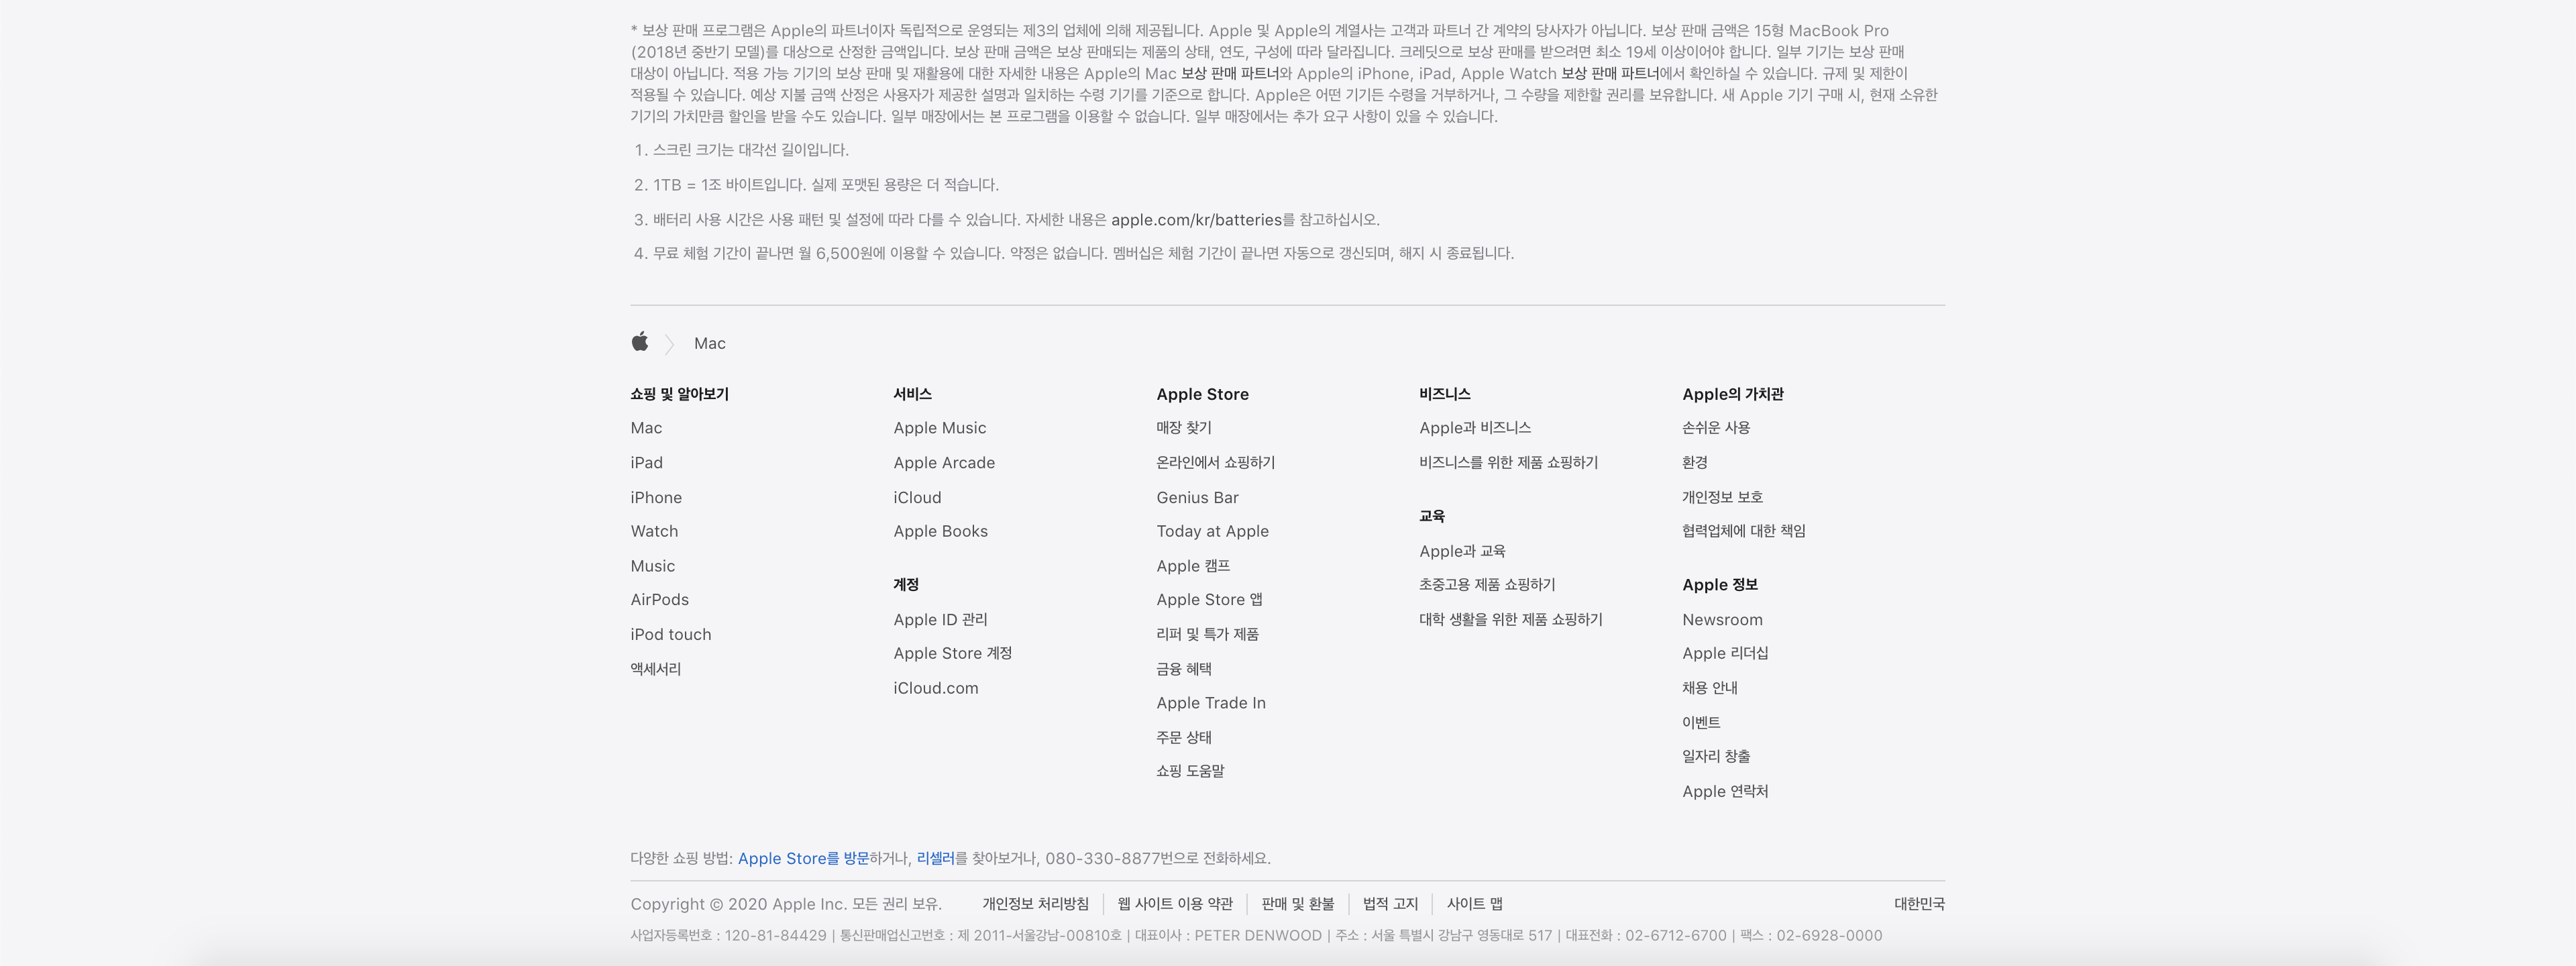 * 보상 판매 프로그램은 Apple의 파트너이자 독립적으로 운영되는 제3의 업체에 의해 제공됩니다. Apple 및 Apple의 계열사는 고객과 파트너 간 계약의 당사자가 아닙니다. 보상 판매 금액은 15형 MacBook Pro
(2018년 중반기 모델)를 대상으로 산정한 금액입니다. 보상 판매 금액은 보상 판매되는 제품의 상태, 연도, 구성에 따라 달라집니다. 크레딧으로 보상 판매를 받으려면 최소 19세 이상이어야 합니다. 일부 기기는 보상 판매
대상이 아닙니다. 적용 가능 기기의 보상 판매 및 재활용에 대한 자세한 내용은 Apple의 Mac 보상 판매 파트너와 Apple의 iPhone, iPad, Apple Watch 보상 판매 파트너에서 확인하실 수 있습니다. 규제 및 제한이
적용될 수 있습니다. 예상 지불 금액 산정은 사용자가 제공한 설명과 일치하는 수령 기기를 기준으로 합니다. Apple은 어떤 기기든 수령을 거부하거나, 그 수량을 제한할 권리를 보유합니다. 새 Apple 기기 구매 시, 현재 소유한
기기의 가치만큼 할인을 받을 수도 있습니다. 일부 매장에서는 본 프로그램을 이용할 수 없습니다. 일부 매장에서는 추가 요구 사항이 있을 수 있습니다.
1. 스크린 크기는 대각선 길이입니다.
2. 1TB = 1조 바이트입니다. 실제 포맷된 용량은 더 적습니다.
3. 배터리 사용 시간은 사용 패턴 및 설정에 따라 다를 수 있습니다. 자세한 내용은 apple.com/kr/batteries를 참고하십시오.
4. 무료 체험 기간이 끝나면 월 6,500원에 이용할 수 있습니다. 약정은 없습니다. 멤버십은 체험 기간이 끝나면 자동으로 갱신되며, 해지 시 종료됩니다.
Mac
쇼핑 및 알아보기
Mac
iPad
iPhone
Watch
Music
AirPods
iPod touch
액세서리
서비스
Apple Music
Apple Arcade
iCloud
Apple Books
계정
Apple ID 관리
Apple Store 계정
iCloud.com
Apple Store
매장 찾기
온라인에서 쇼핑하기
Genius Bar
Today at Apple
Apple 캠프
Apple Store 앱
리퍼 및 특가 제품
금융 혜택
Apple Trade In
주문 상태
쇼핑 도움말
비즈니스
Apple과 비즈니스
비즈니스를 위한 제품 쇼핑하기
교육
Apple과 교육
초중고용 제품 쇼핑하기
대학 생활을 위한 제품 쇼핑하기
Apple의 가치관
손쉬운 사용
환경
개인정보 보호
협력업체에 대한 책임
Apple 정보
Newsroom
Apple 리더십
채용 안내
이벤트
일자리 창출
Apple 연락처
다양한 쇼핑 방법: Apple Store를 방문하거나, 리셀러를 찾아보거나, 080-330-8877번으로 전화하세요.
Copyright © 2020 Apple Inc. 모든 권리 보유. 개인정보 처리방침 | 웹 사이트 이용 약관 | 판매 및 환불 | 법적 고지 | 사이트 맵 대한민국
사업자등록번호 : 120-81-84429 | 통신판매업신고번호 : 제 2011-서울강남-00810호 | 대표이사 : PETER DENWOOD | 주소 : 서울 특별시 강남구 영동대로 517 | 대표전화 : 02-6712-6700 | 팩스 : 02-6928-0000